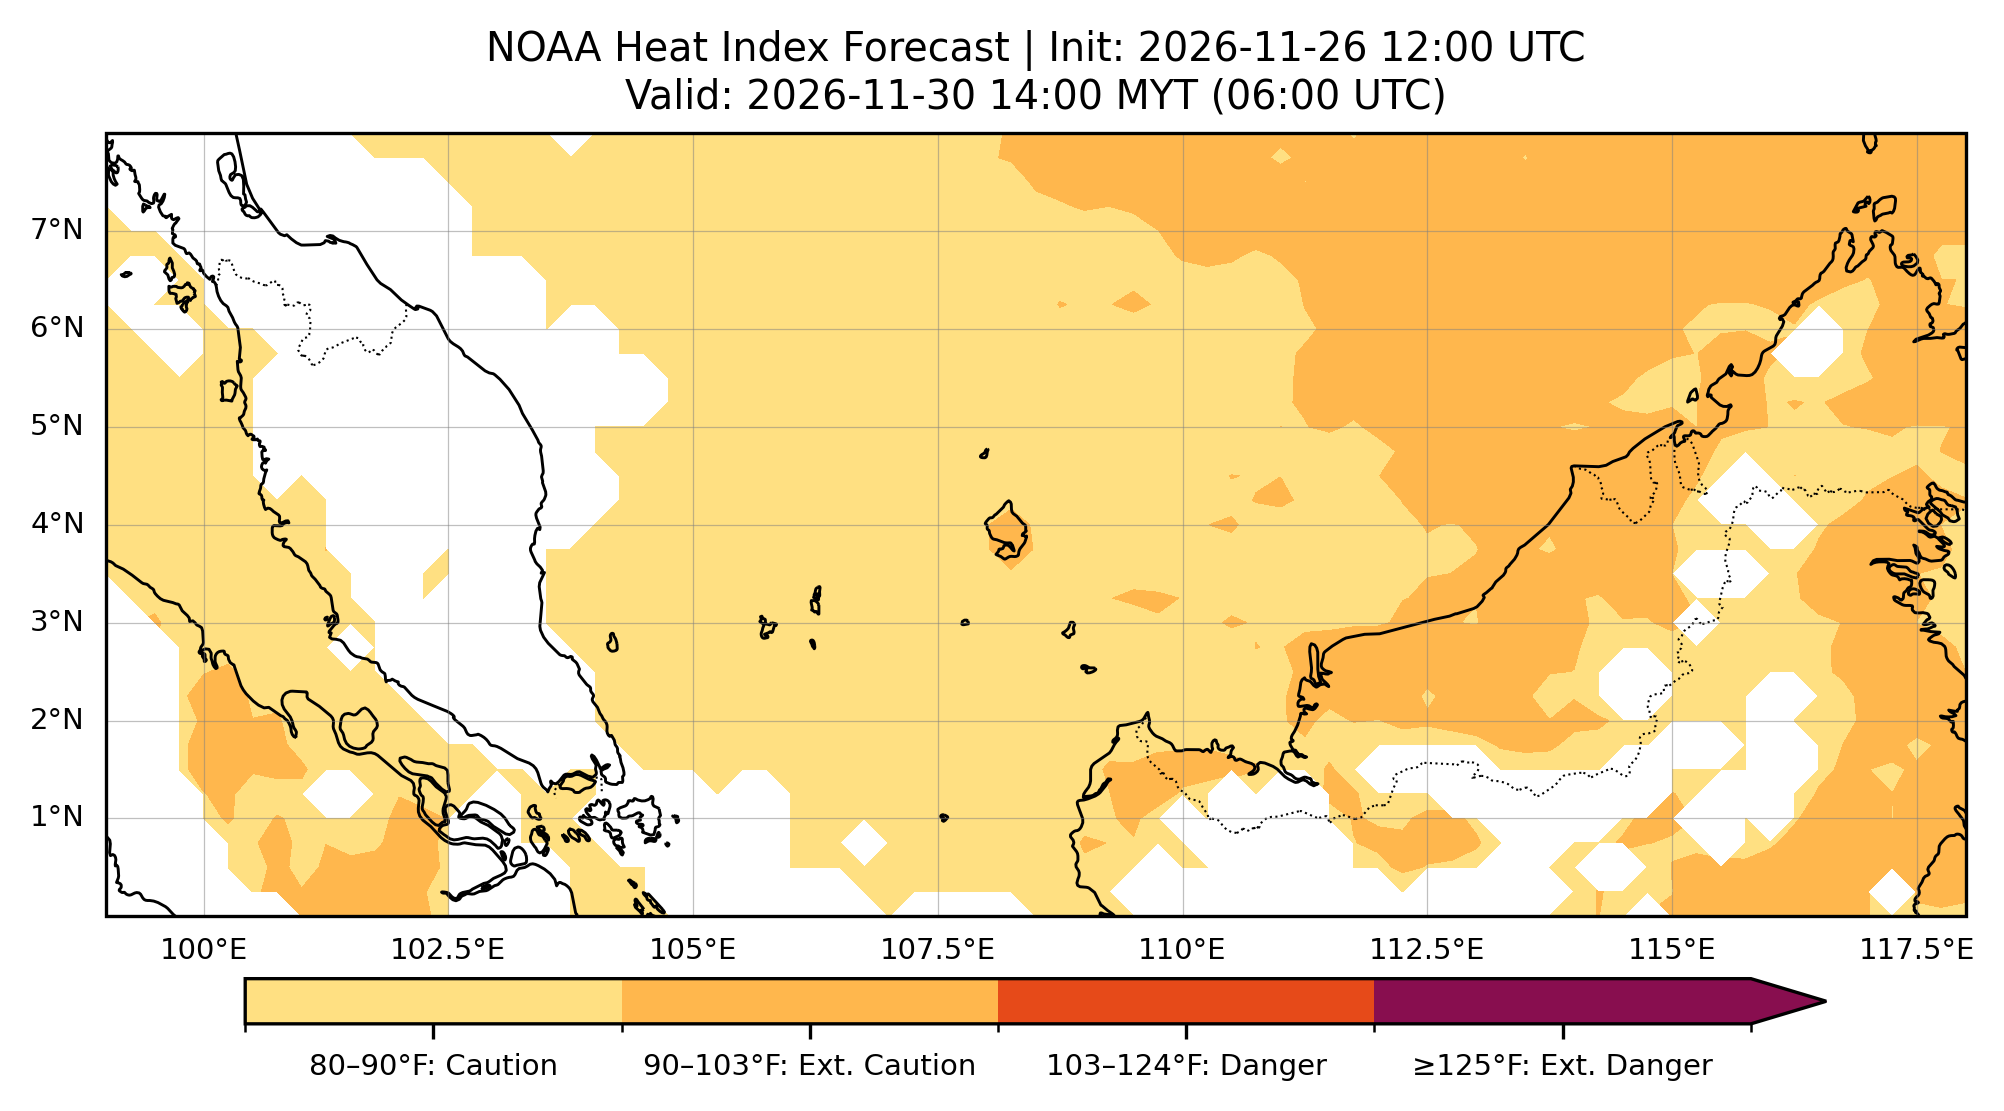 NOAA Heat Index Forecast | Init: 2026-11-26 12:00 UTC
Valid: 2026-11-30 14:00 MYT (06:00 UTC)
7°N
6°N
5°N
4°N
3°N
2°N
1°N
100°E 102.5°E 105°E 107.5°E 110°E 112.5°E 115°E 117.5°E
80–90°F: Caution 90–103°F: Ext. Caution 103–124°F: Danger ≥125°F: Ext. Danger